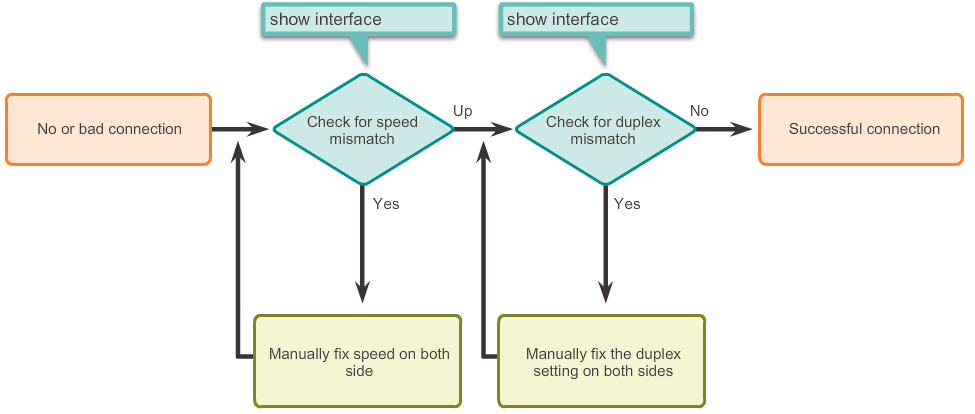 show interface
show interface
No or bad connection
Check for speed
mismatch
Up
Check for duplex
mismatch
No
Successful connection
Yes
Yes
Manually fix speed on both
side
Manually fix the duplex
setting on both sides